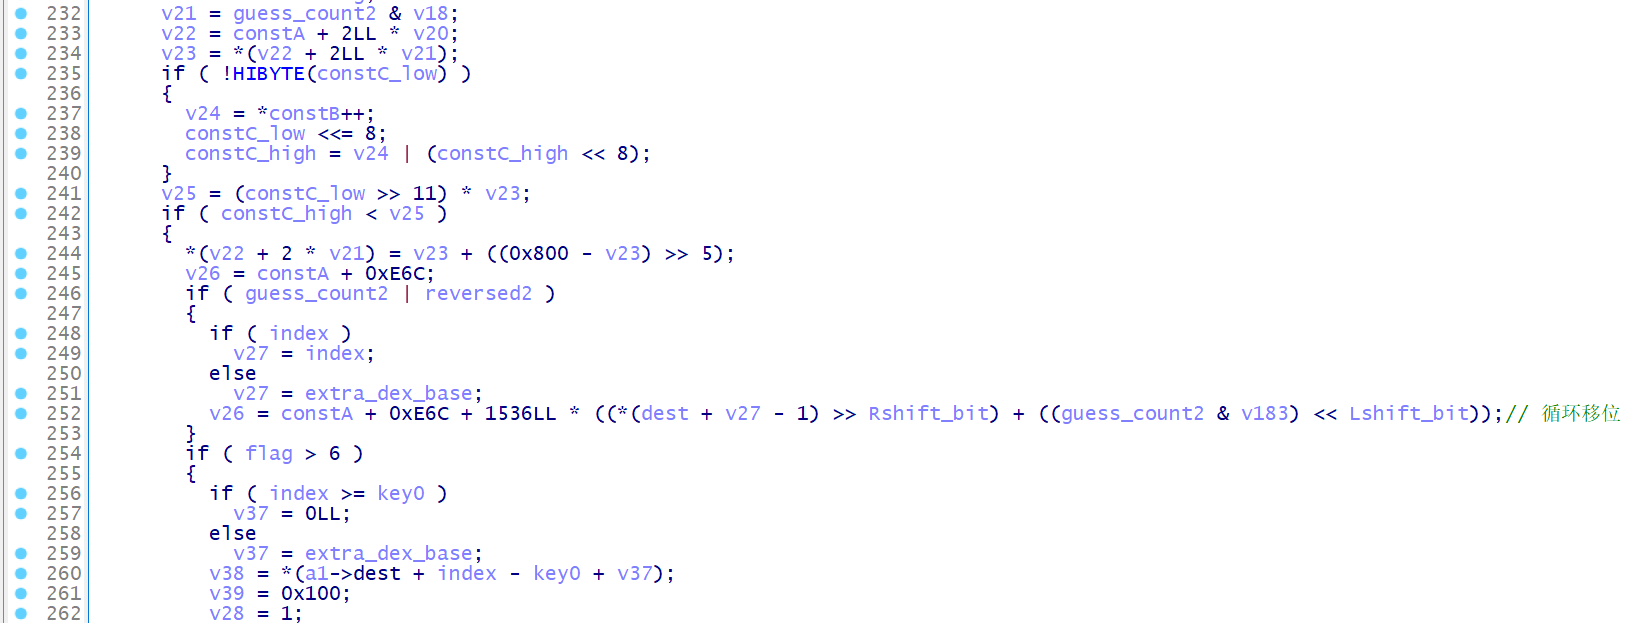 232 v21 = guess_count2 & v18;
233 v22 = constA + 2LL * v20;
234 v23 = *(v22 + 2LL * v21);
235 if ( !HIBYTE(constC_low) )
236 {
237 v24 = *constB++;
238 constC_low <<= 8;
239 constC_high = v24 | (constC_high << 8);
240 }
241 v25 = (constC_low >> 11) * v23;
242 if ( constC_high < v25 )
243 {
244 *(v22 + 2 * v21) = v23 + ((0x800 - v23) >> 5);
245 v26 = constA + 0xE6C;
246 if ( guess_count2 | reversed2 )
247 {
248 if ( index )
249 v27 = index;
250 else
251 v27 = extra_dex_base;
252 v26 = constA + 0xE6C + 1536LL * ((*(dest + v27 - 1) >> Rshift_bit) + ((guess_count2 & v183) << Lshift_bit));// 循环移位
253 }
254 if ( flag > 6 )
255 {
256 if ( index >= key0 )
257 v37 = 0LL;
258 else
259 v37 = extra_dex_base;
260 v38 = *(a1->dest + index - key0 + v37);
261 v39 = 0x100;
262 v28 = 1;